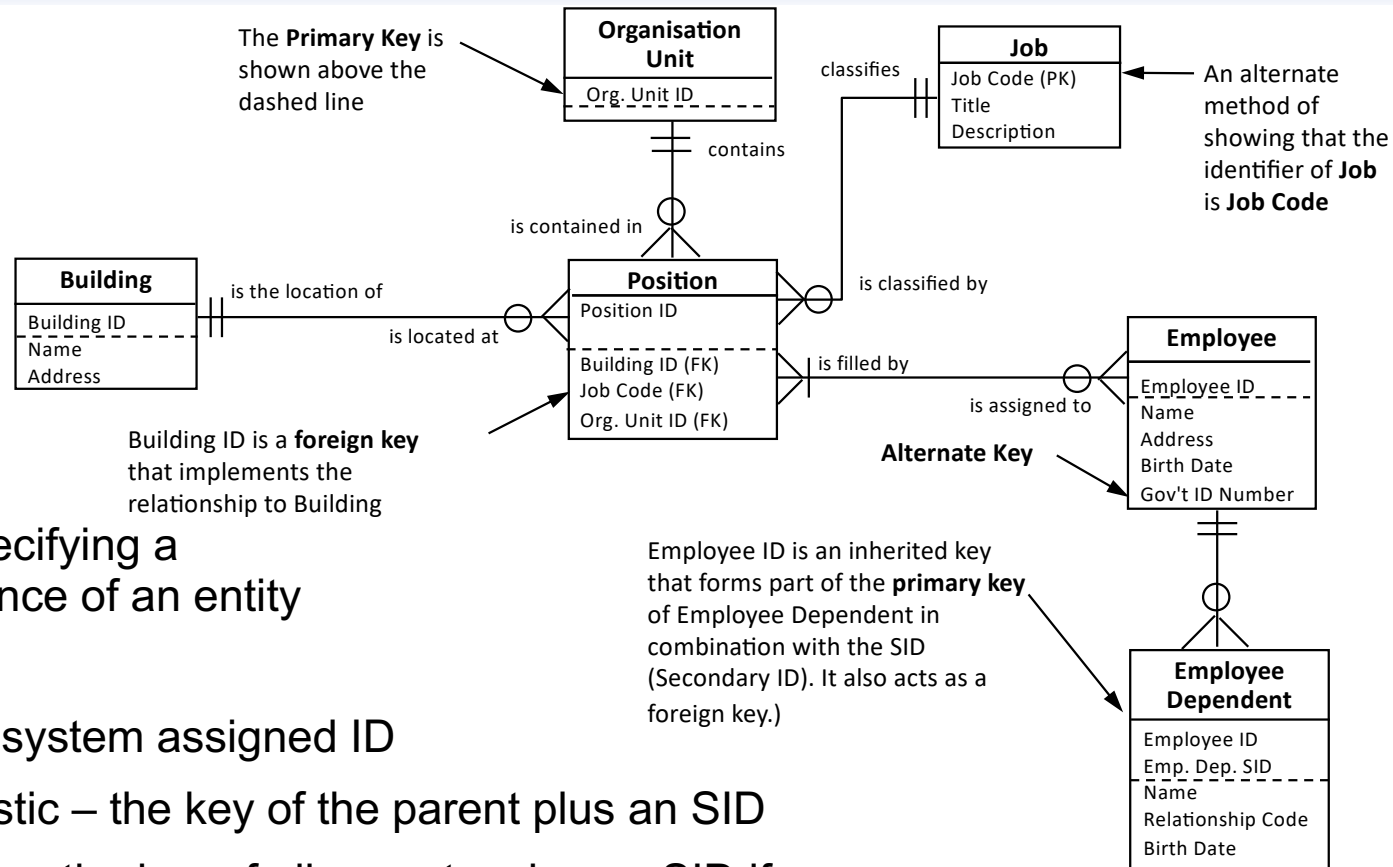 The Primary Key is
shown above the
dashed line
Organisation
Unit
Org. Unit ID
classifies
Job
Job Code (PK)
Title
Description
An alternate
method of
showing that the
identifier of Job
is Job Code
contains
is contained in
Building
Building ID
Name
Address
is the location of
is located at
Position
Position ID
Building ID (FK)
Job Code (FK)
Org. Unit ID (FK)
is classified by
is filled by
is assigned to
Employee
Employee ID
Name
Address
Birth Date
Gov't ID Number
Alternate Key
Building ID is a foreign key
that implements the
relationship to Building
Employee ID is an inherited key
that forms part of the primary key
of Employee Dependent in
combination with the SID
(Secondary ID). It also acts as a
foreign key.)
Employee
Dependent
Employee ID
Emp. Dep. SID
Name
Relationship Code
Birth Date
ecifying a
nce of an entity
system assigned ID
stic – the key of the parent plus an SID